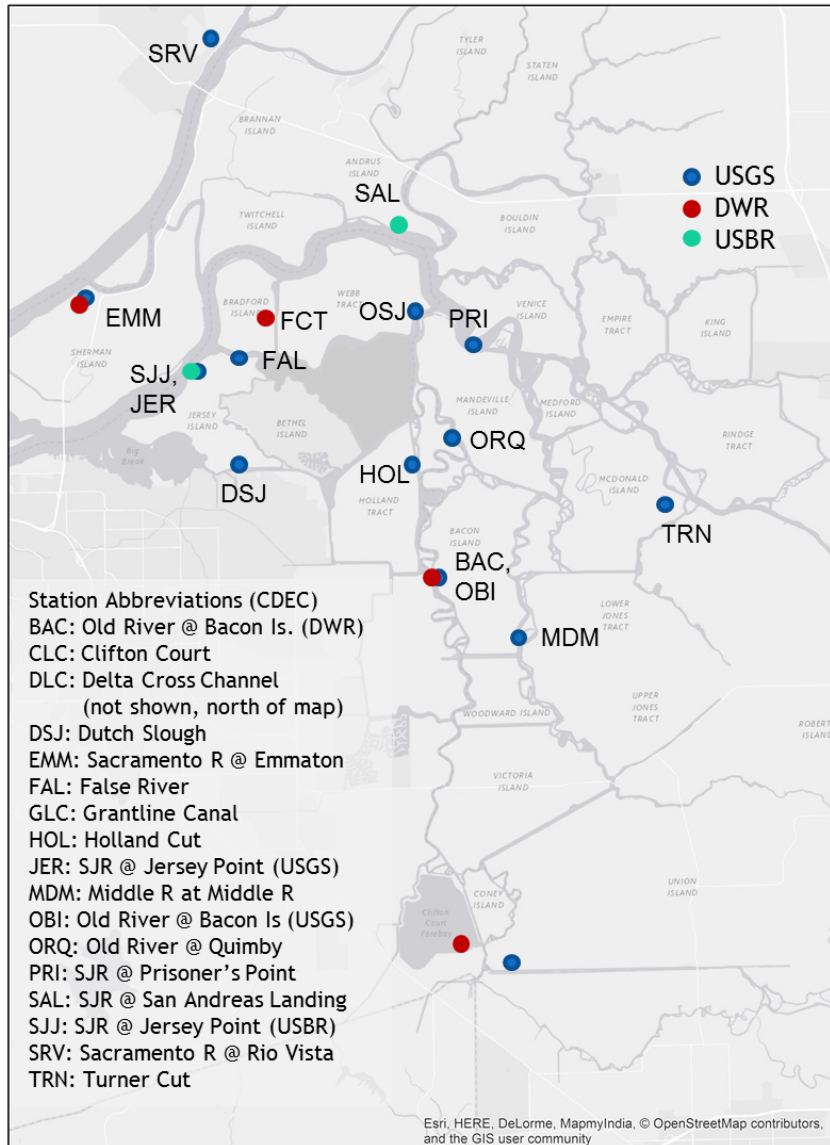 SRV
TYLER
ISLAND
STATEN
ISLAND
BRANNAN
ISLAND
ANDRUS
ISLAND
SAL
USGS
DWR
USBR
TWITCHELL
ISLAND
BOULDIN
ISLAND
EMM
BRADFORD
ISLAND
FCT
WEBB
TRACT
OSJ
PRI
VENICE
ISLAND
EMPIRE
TRACT
KING
ISLAND
SHERMAN
ISLAND
SJJ,
JER
FAL
JERSEY
ISLAND
BETHEL
ISLAND
MANDEVILLE
ISLAND
MEDFORD
ISLAND
RINDGE
TRACT
ORQ
Big
Break
DSJ
HOL
HOLLAND
TRACT
MCDONALD
ISLAND
TRN
BACON
ISLAND
BAC,
OBI
LOWER
JONES
TRACT
MDM
UPPER
JONES
TRACT
WOODWARD ISLAND
ROBERT
ISLAND
VICTORIA
ISLAND
CONEY
ISLAND
UNION
ISLAND
Clifton
Court
Forebay
Station Abbreviations (CDEC)
BAC: Old River @ Bacon Is. (DWR)
CLC: Clifton Court
DLC: Delta Cross Channel
(not shown, north of map)
DSJ: Dutch Slough
EMM: Sacramento R @ Emmaton
FAL: False River
GLC: Grantline Canal
HOL: Holland Cut
JER: SJR @ Jersey Point (USGS)
MDM: Middle R at Middle R
OBI: Old River @ Bacon Is (USGS)
ORQ: Old River @ Quimby
PRI: SJR @ Prisoner's Point
SAL: SJR @ San Andreas Landing
SJJ: SJR @ Jersey Point (USBR)
SRV: Sacramento R @ Rio Vista
TRN: Turner Cut
Esri, HERE, DeLorme, MapmyIndia, © OpenStreetMap contributors,
and the GIS user community